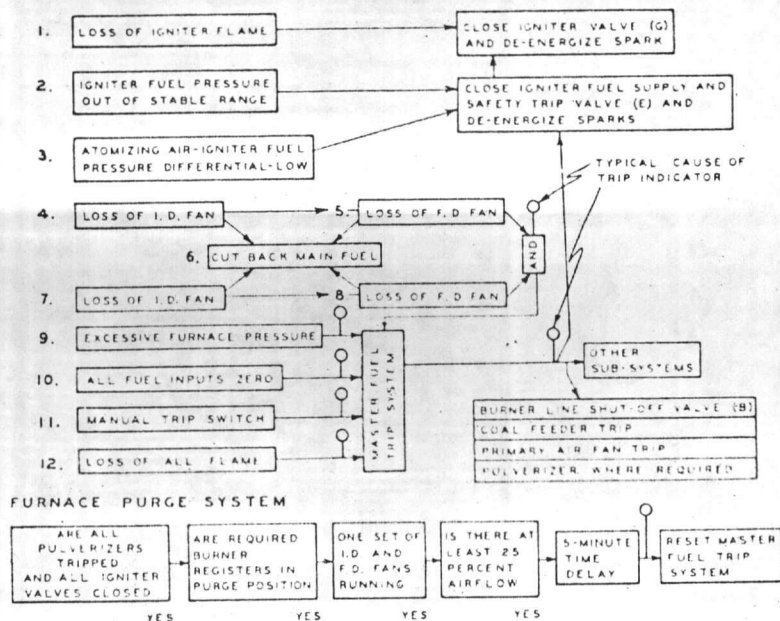 1. LOSS OF IGNITER FLAME
CLOSE IGNITER VALVE (G)
AND DE-ENERGIZE SPARK
2. IGNITER FUEL PRESSURE
OUT OF STABLE RANGE
CLOSE IGNITER FUEL SUPPLY AND
SAFETY TRIP VALVE (E) AND
DE-ENERGIZE SPARKS
3. ATOMIZING AIR-IGNITER FUEL
PRESSURE DIFFERENTIAL-LOW
TYPICAL CAUSE OF
TRIP INDICATOR
4. LOSS OF I.D. FAN
5. LOSS OF F.D. FAN
AND
6. CUT BACK MAIN FUEL
7. LOSS OF I.D. FAN
8 LOSS OF F.D FAN
9. EXCESSIVE FURNACE PRESSURE
MASTER FUEL
TRIP SYSTEM
OTHER
SUB-SYSTEMS
10. ALL FUEL INPUTS ZERO
11. MANUAL TRIP SWITCH
12. LOSS OF ALL FLAME
BURNER LINE SHUT-OFF VALVE (B)
COAL FEEDER TRIP
PRIMARY AIR FAN TRIP
PULVERIZER WHERE REQUIRED
FURNACE PURGE SYSTEM
ARE ALL
PULVERIZERS
TRIPPED
AND ALL IGNITER
VALVES CLOSED
YES
ARE REQUIRED
BURNER
REGISTERS IN
PURGE POSITION
YES
ONE SET OF
I.D. AND
F.D. FANS
RUNNING
YES
IS THERE AT
LEAST 25
PERCENT
AIRFLOW
YES
5-MINUTE
TIME
DELAY
RESET MASTER
FUEL TRIP
SYSTEM